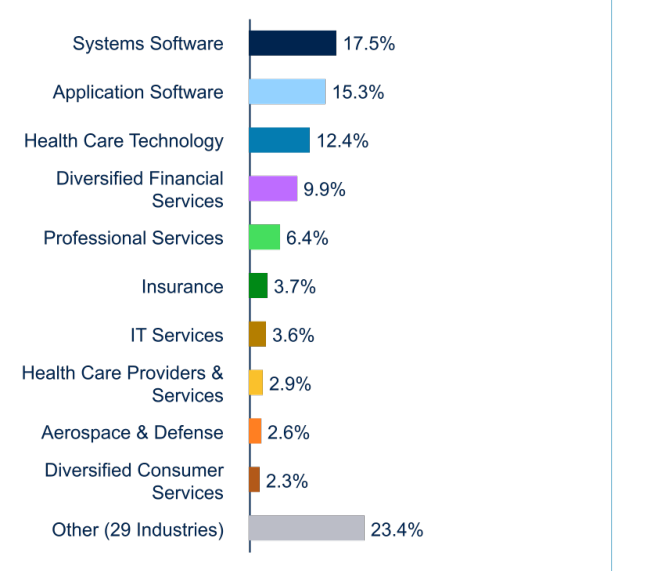 Systems Software 17.5%
Application Software 15.3%
Health Care Technology 12.4%
Diversified Financial
Services 9.9%
Professional Services 6.4%
Insurance 3.7%
IT Services 3.6%
Health Care Providers &
Services 2.9%
Aerospace & Defense 2.6%
Diversified Consumer
Services 2.3%
Other (29 Industries) 23.4%